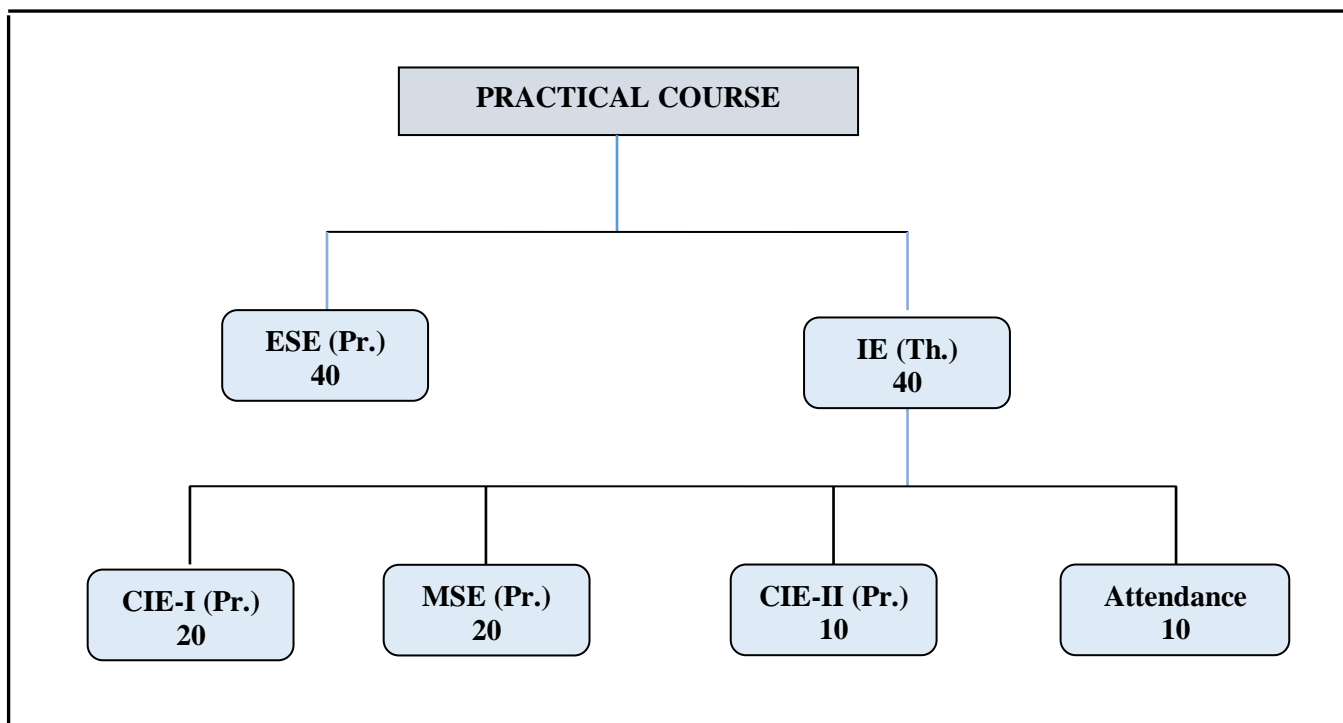 PRACTICAL COURSE
ESE (Pr.)
40
IE (Th.)
40
CIE-I (Pr.)
20
MSE (Pr.)
20
CIE-II (Pr.)
10
Attendance
10